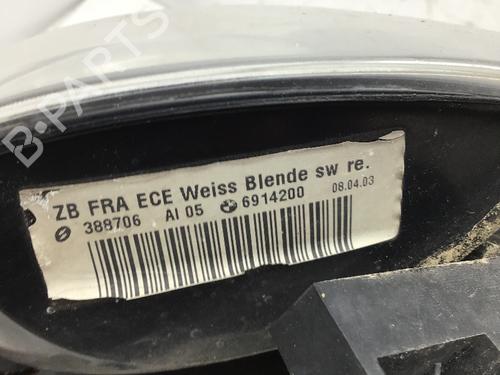 B-PARTS
ZB FRA ECE Weiss Blende sw re.
388706 AI 05 6914200 08.04.03